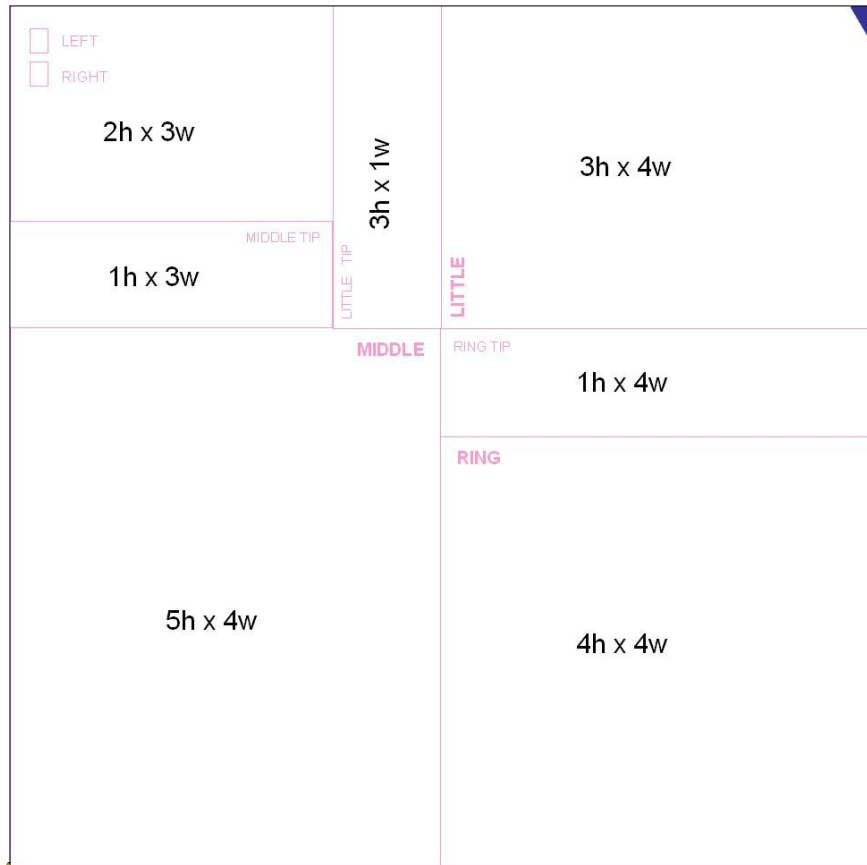 LEFT
RIGHT
2h x 3w
3h x 1w
3h x 4w
MIDDLE TIP
1h x 3w
LITTLE TIP
LITTLE
MIDDLE
RING TIP
1h x 4w
RING
5h x 4w
4h x 4w